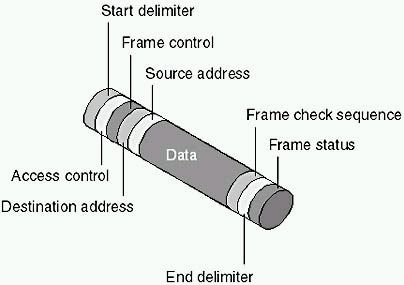 Start delimiter
Frame control
Source address
Frame check sequence
Frame status
Data
Access control
Destination address
End delimiter